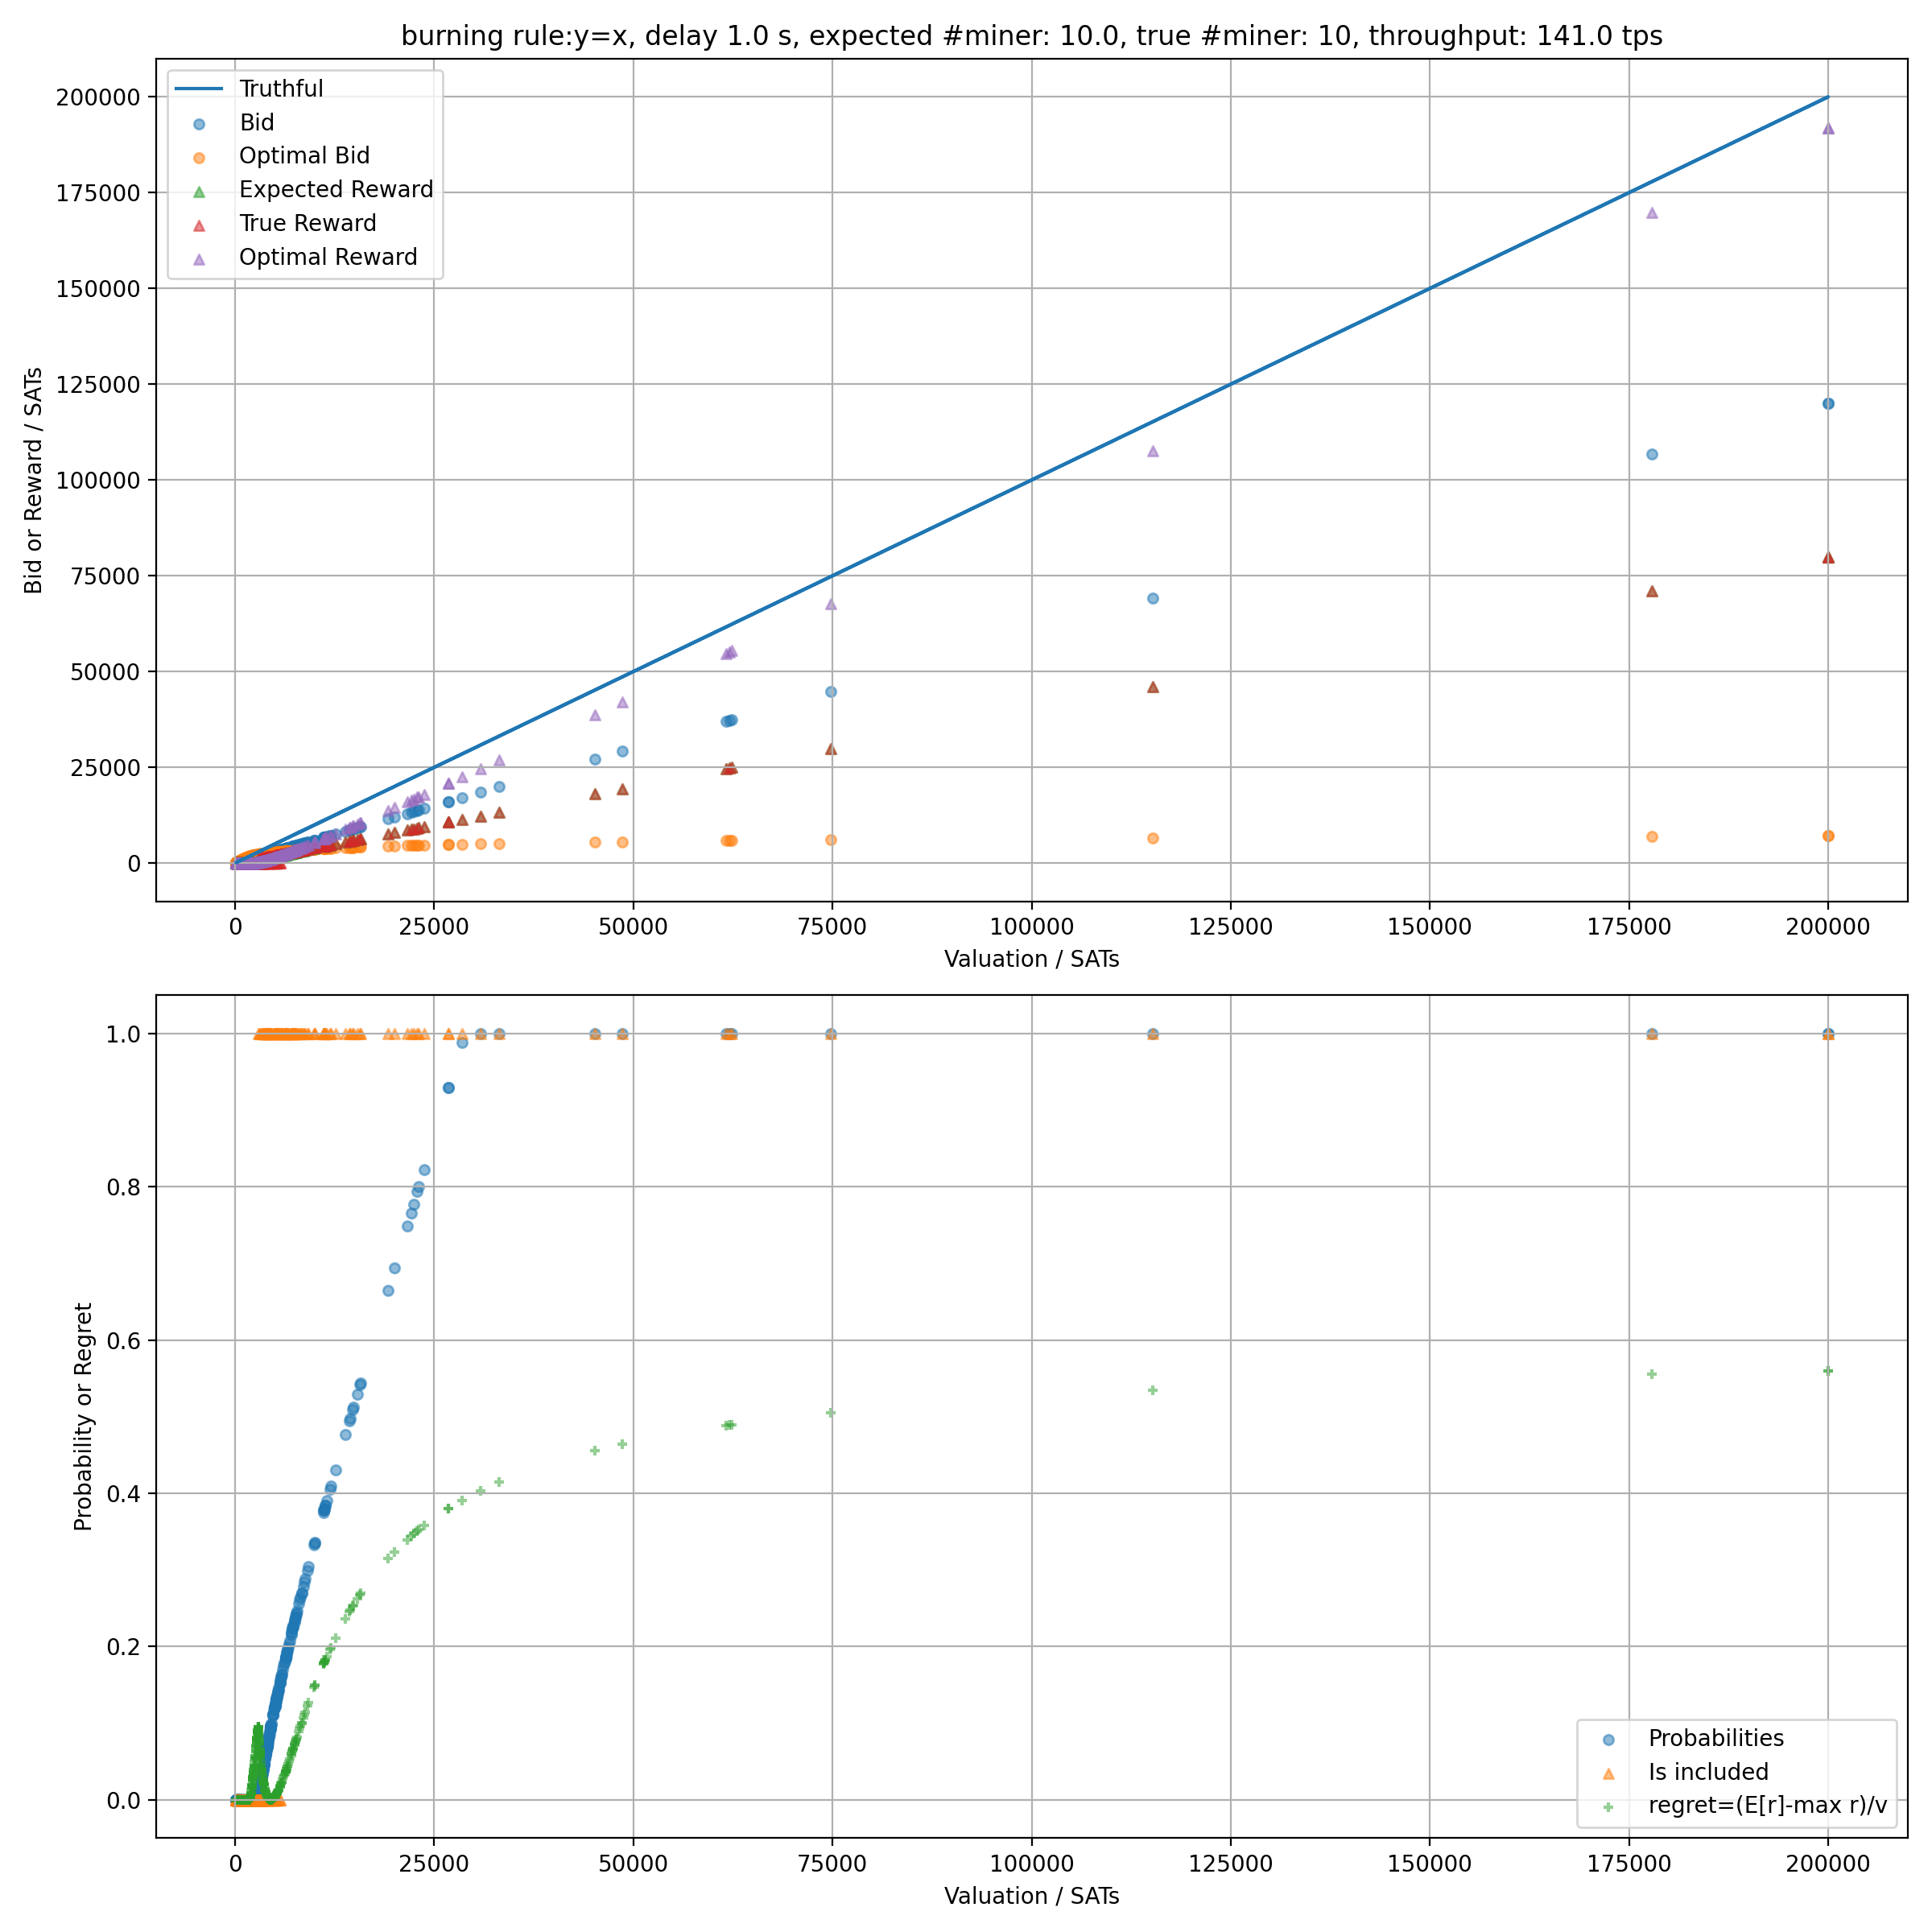 burning rule:y=x, delay 1.0 s, expected #miner: 10.0, true #miner: 10, throughput: 141.0 tps
Truthful
Bid
Optimal Bid
Expected Reward
True Reward
Optimal Reward
Bid or Reward / SATs
200000
175000
150000
125000
100000
75000
50000
25000
0
0 25000 50000 75000 100000 125000 150000 175000 200000
Valuation / SATs
Probability or Regret
1.0
0.8
0.6
0.4
0.2
0.0
Probabilities
Is included
regret=(E[r]-max r)/v
0 25000 50000 75000 100000 125000 150000 175000 200000
Valuation / SATs